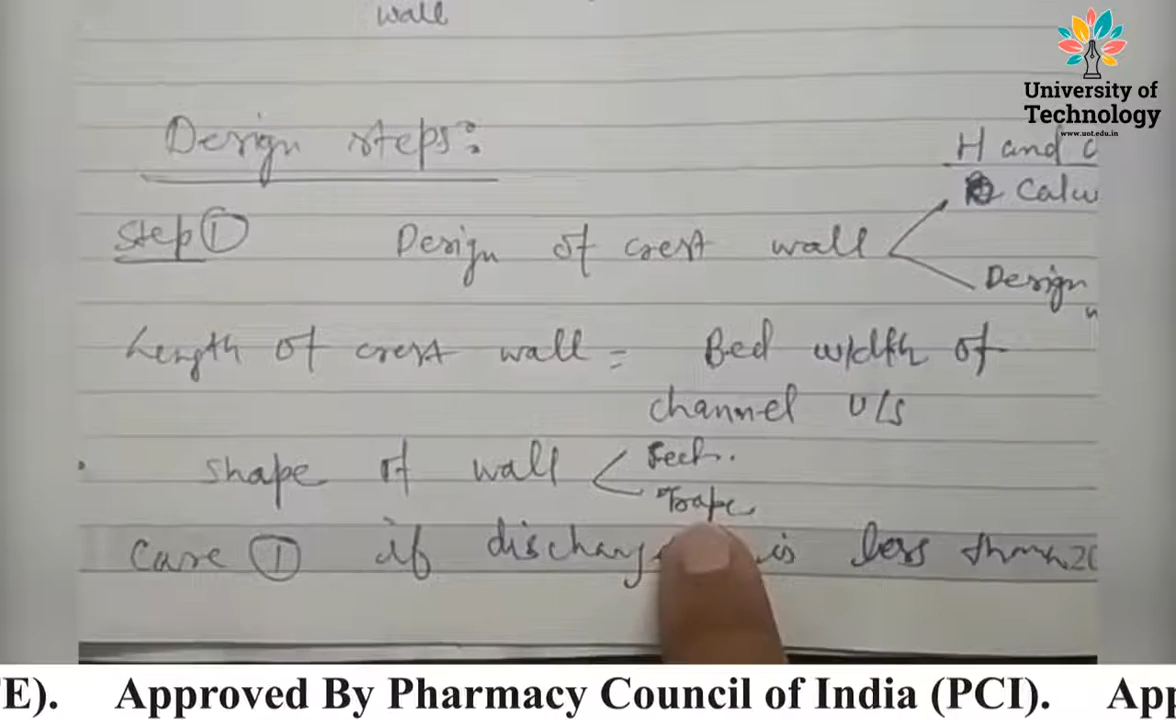 wall
University of
Technology
www.uot.edu.in
Design steps:
H and d
Calcu
Step ① Design of crest wall
Design
Length of crest wall = Bed width of
channel U/S
Shape of wall < Rect.
Trape
Case ① if discharg is less than 20
E). Approved By Pharmacy Council of India (PCI). App